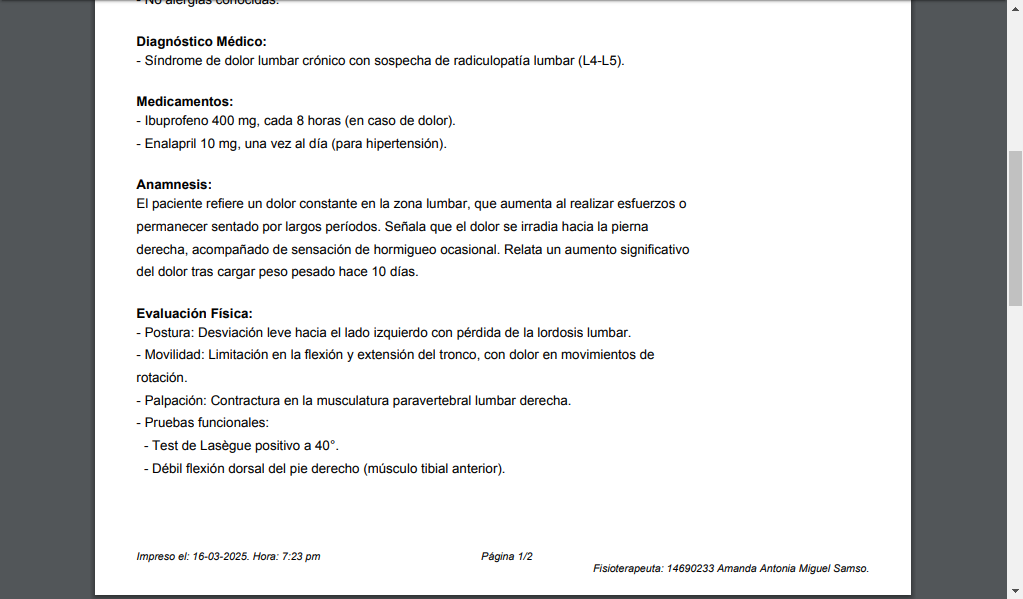 - No alergias conocidas.
Diagnóstico Médico:
- Síndrome de dolor lumbar crónico con sospecha de radiculopatía lumbar (L4-L5).
Medicamentos:
- Ibuprofeno 400 mg, cada 8 horas (en caso de dolor).
- Enalapril 10 mg, una vez al día (para hipertensión).
Anamnesis:
El paciente refiere un dolor constante en la zona lumbar, que aumenta al realizar esfuerzos o
permanecer sentado por largos períodos. Señala que el dolor se irradia hacia la pierna
derecha, acompañado de sensación de hormigueo ocasional. Relata un aumento significativo
del dolor tras cargar peso pesado hace 10 días.
Evaluación Física:
- Postura: Desviación leve hacia el lado izquierdo con pérdida de la lordosis lumbar.
- Movilidad: Limitación en la flexión y extensión del tronco, con dolor en movimientos de
rotación.
- Palpación: Contractura en la musculatura paravertebral lumbar derecha.
- Pruebas funcionales:
- Test de Lasègue positivo a 40°.
- Débil flexión dorsal del pie derecho (músculo tibial anterior).
Impreso el: 16-03-2025. Hora: 7:23 pm
Página 1/2
Fisioterapeuta: 14690233 Amanda Antonia Miguel Samso.